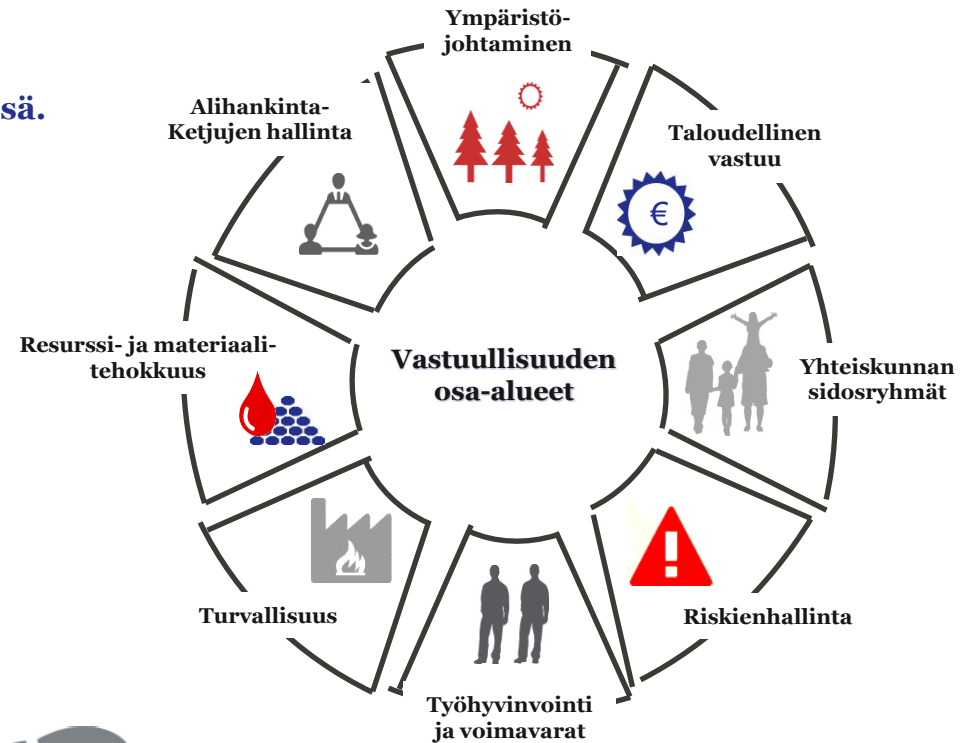 sä.
Ympäristö-
johtaminen
Taloudellinen
vastuu
€
Yhteiskunnan
sidosryhmät
Riskienhallinta
Työhyvinvointi
ja voimavarat
Turvallisuus
Resurssi- ja materiaali-
tehokkuus
Alihankinta-
Ketjujen hallinta
Vastuullisuuden
osa-alueet